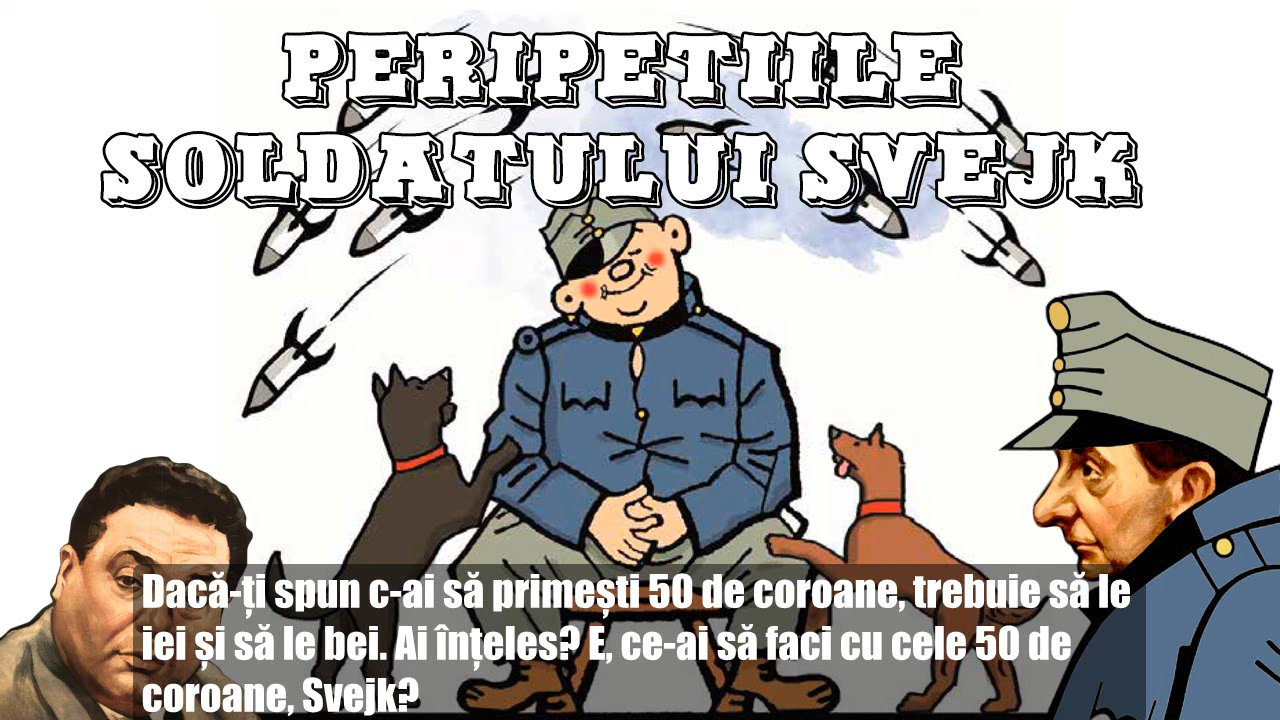 PERIPETIILE
SOLDATULUI SVEJK
Dacă-ți spun c-ai să primești 50 de coroane, trebuie să le
iei și să le bei. Ai înțeles? E, ce-ai să faci cu cele 50 de
coroane, Svejk?